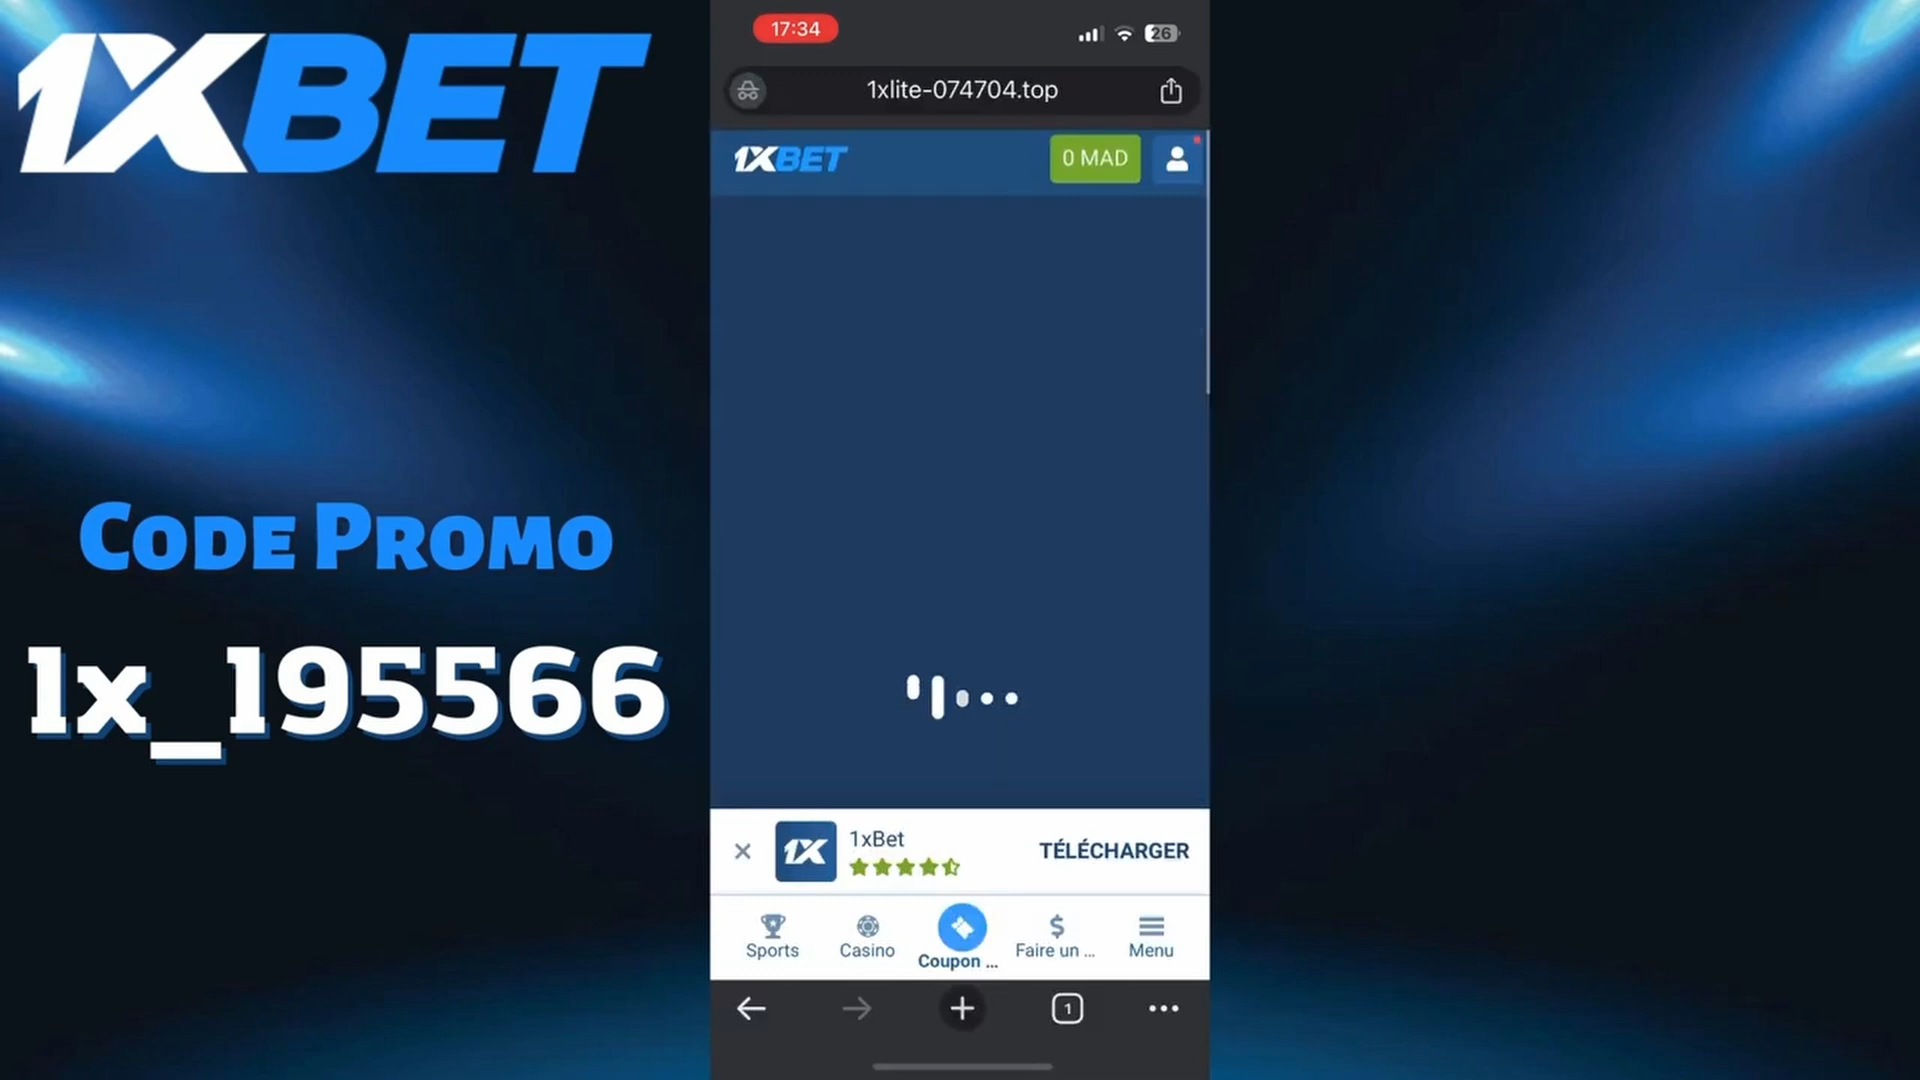 1XBET
Code Promo
1x_195566
17:34
26
1xlite-074704.top
1XBET
0 MAD
1X
1xBet
TÉLÉCHARGER
Sports
Casino
Coupon ...
Faire un ...
Menu
1